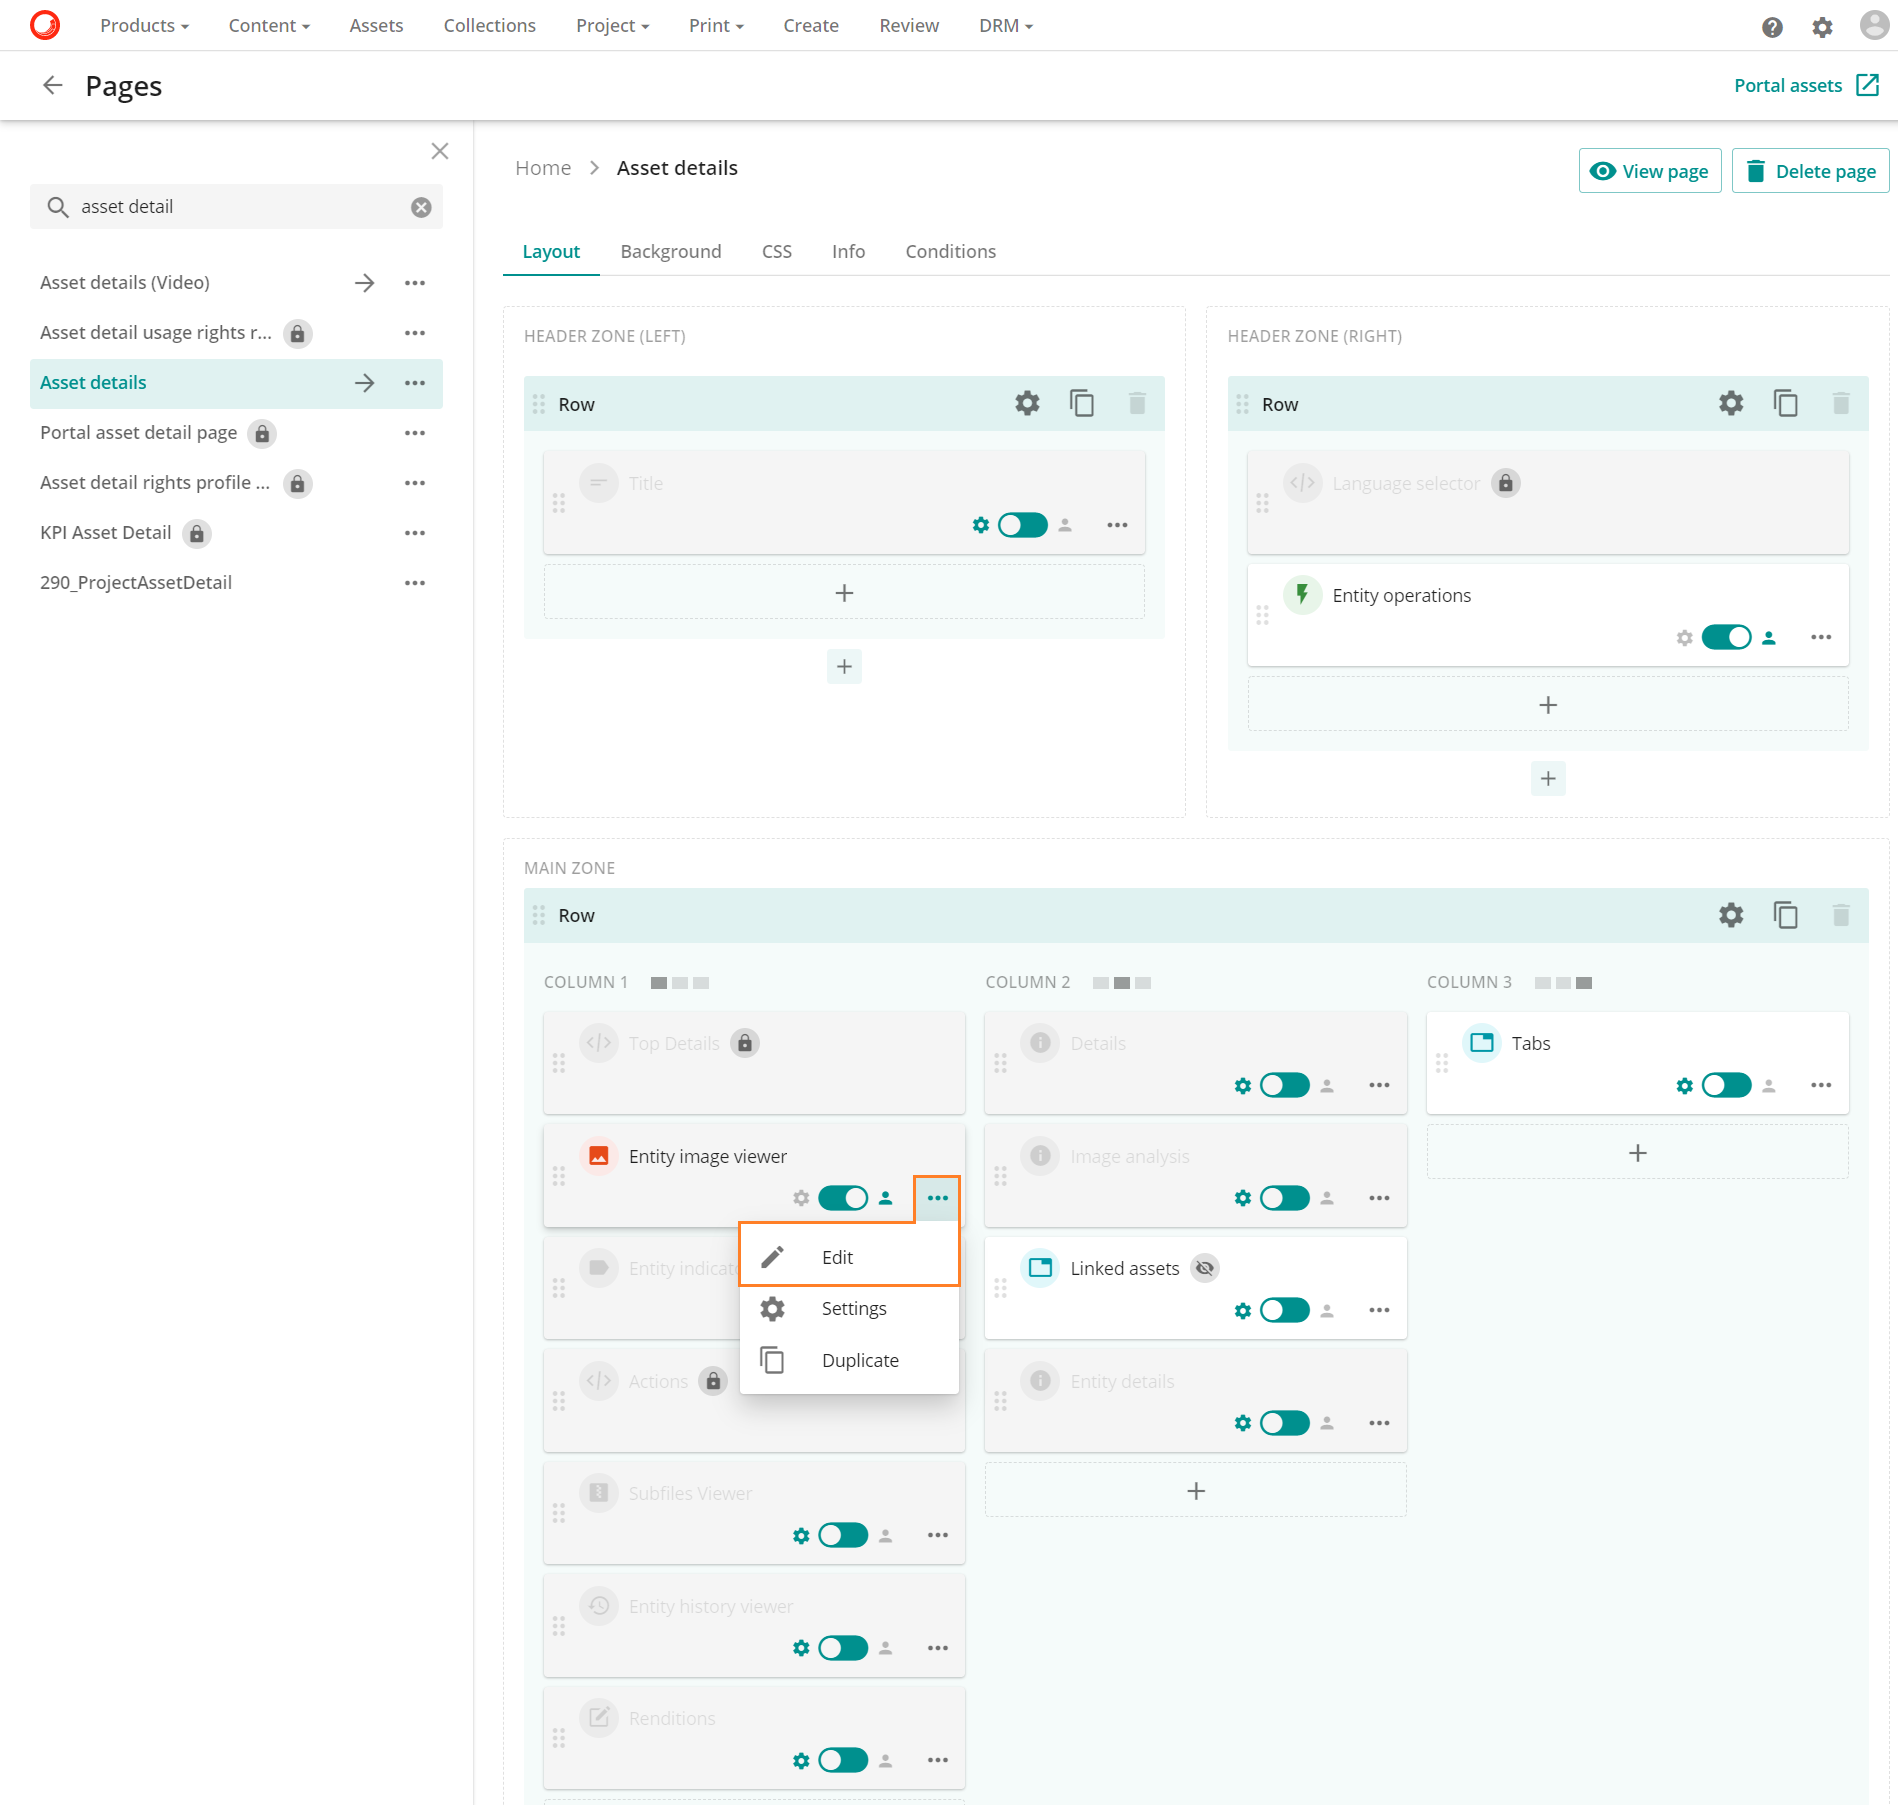 Products
Content
Assets
Collections
Project
Print
Create
Review
DRM
Pages
Portal assets
asset detail
Asset details (Video)
Asset detail usage rights r...
Asset details
Portal asset detail page
Asset detail rights profile ...
KPI Asset Detail
290_ProjectAssetDetail
Home > Asset details
View page
Delete page
Layout
Background
CSS
Info
Conditions
HEADER ZONE (LEFT)
Row
Title
HEADER ZONE (RIGHT)
Row
Language selector
Entity operations
MAIN ZONE
Row
COLUMN 1
Top Details
Entity image viewer
Edit
Settings
Duplicate
Actions
Subfiles Viewer
Entity history viewer
Renditions
COLUMN 2
Details
Image analysis
Linked assets
Entity details
COLUMN 3
Tabs